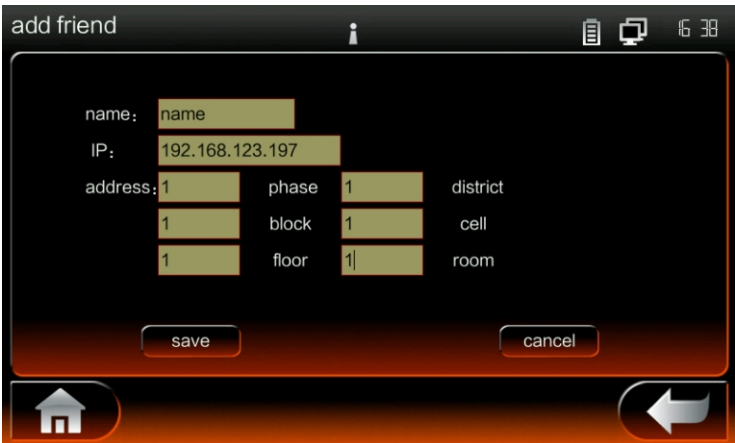 add friend 16 38
name： name
IP： 192.168.123.197
address： 1 phase 1 district
1 block 1 cell
1 floor 1 room
save cancel